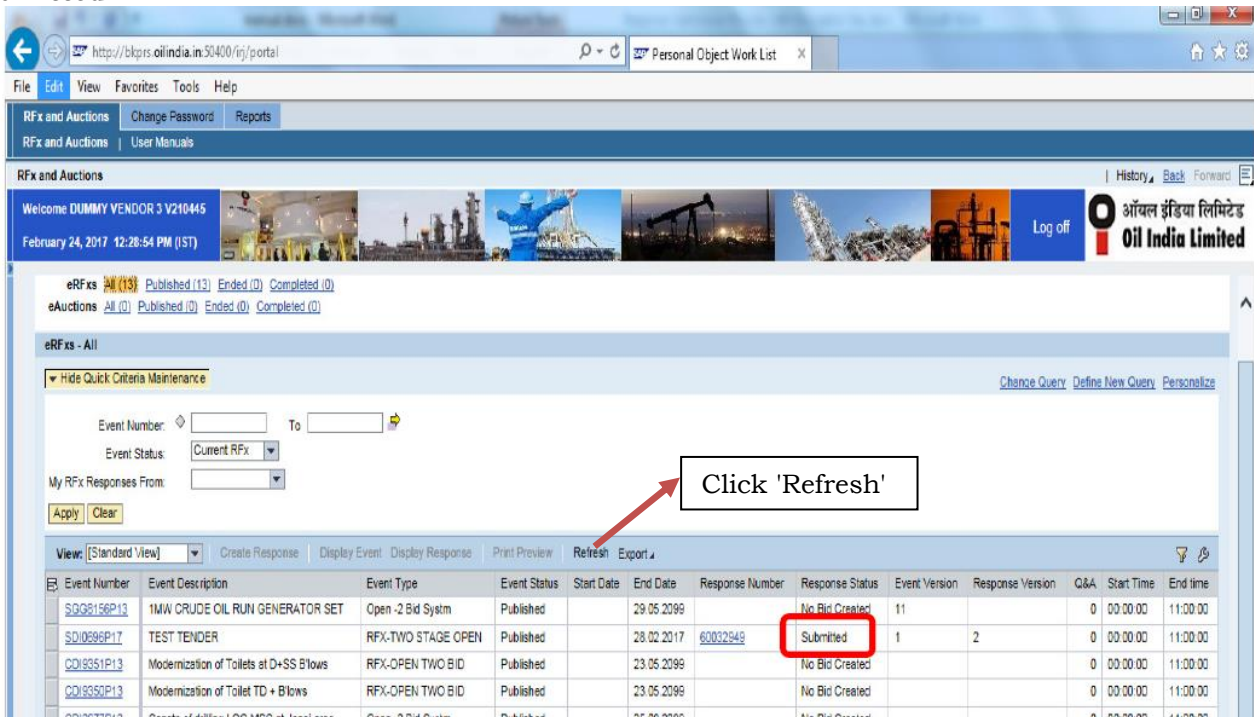 http://bkprs.oilindia.in:50400/irj/portal
Personal Object Work List
File Edit View Favorites Tools Help
RFx and Auctions Change Password Reports
RFx and Auctions | User Manuals
RFx and Auctions | History Back Forward
Welcome DUMMY VENDOR 3 V210445
February 24, 2017 12:28:54 PM (IST)
Log off
ऑयल इंडिया लिमिटेड
Oil India Limited
eRFxs All (13) Published (13) Ended (0) Completed (0)
eAuctions All (0) Published (0) Ended (0) Completed (0)
eRFxs - All
Hide Quick Criteria Maintenance Change Query Define New Query Personalize
Event Number: To
Event Status: Current RFx
My RFx Responses From:
Click 'Refresh'
Apply Clear
View: [Standard View] Create Response Display Event Display Response Print Preview Refresh Export
Event Number Event Description Event Type Event Status Start Date End Date Response Number Response Status Event Version Response Version Q&A Start Time End time
SGG8156P13 1MW CRUDE OIL RUN GENERATOR SET Open -2 Bid Systm Published 29.05.2099 No Bid Created 11 0 00:00:00 11:00:00
SDI0696P17 TEST TENDER RFX-TWO STAGE OPEN Published 28.02.2017 60032949 Submitted 1 2 0 00:00:00 11:00:00
CDI9351P13 Modernization of Toilets at D+SS B'lows RFX-OPEN TWO BID Published 23.05.2099 No Bid Created 0 00:00:00 11:00:00
CDI9350P13 Modernization of Toilet TD + B'lows RFX-OPEN TWO BID Published 23.05.2099 No Bid Created 0 00:00:00 11:00:00